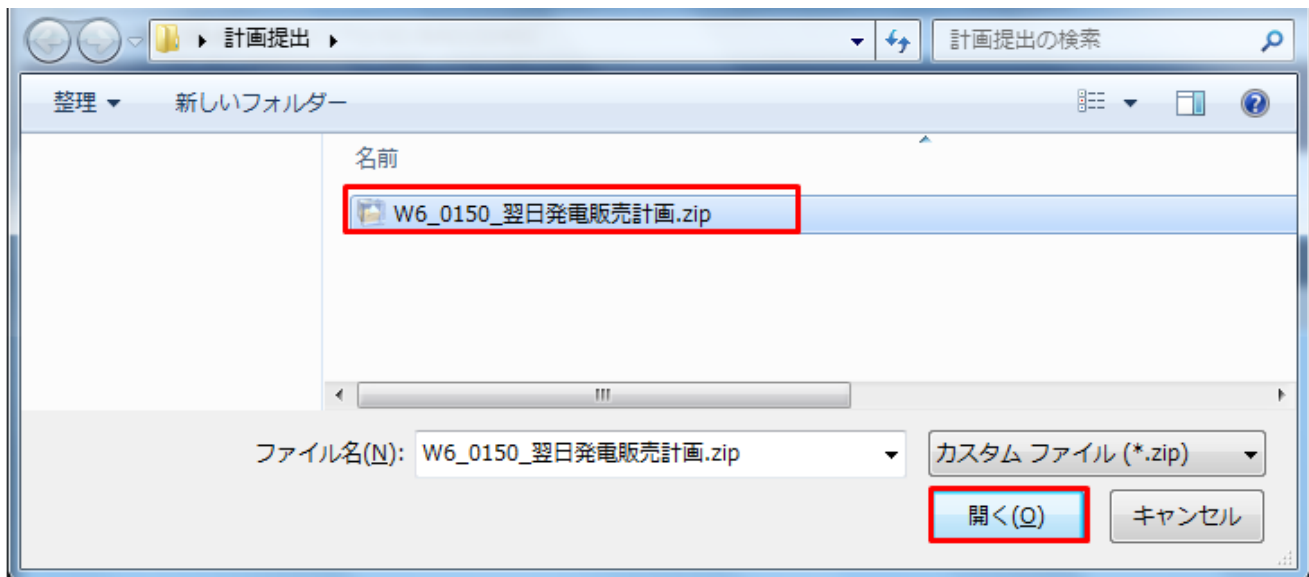 計画提出
計画提出の検索
整理
新しいフォルダー
名前
W6_0150_翌日発電販売計画.zip
ファイル名(N): W6_0150_翌日発電販売計画.zip
カスタム ファイル (*.zip)
開く(O)
キャンセル